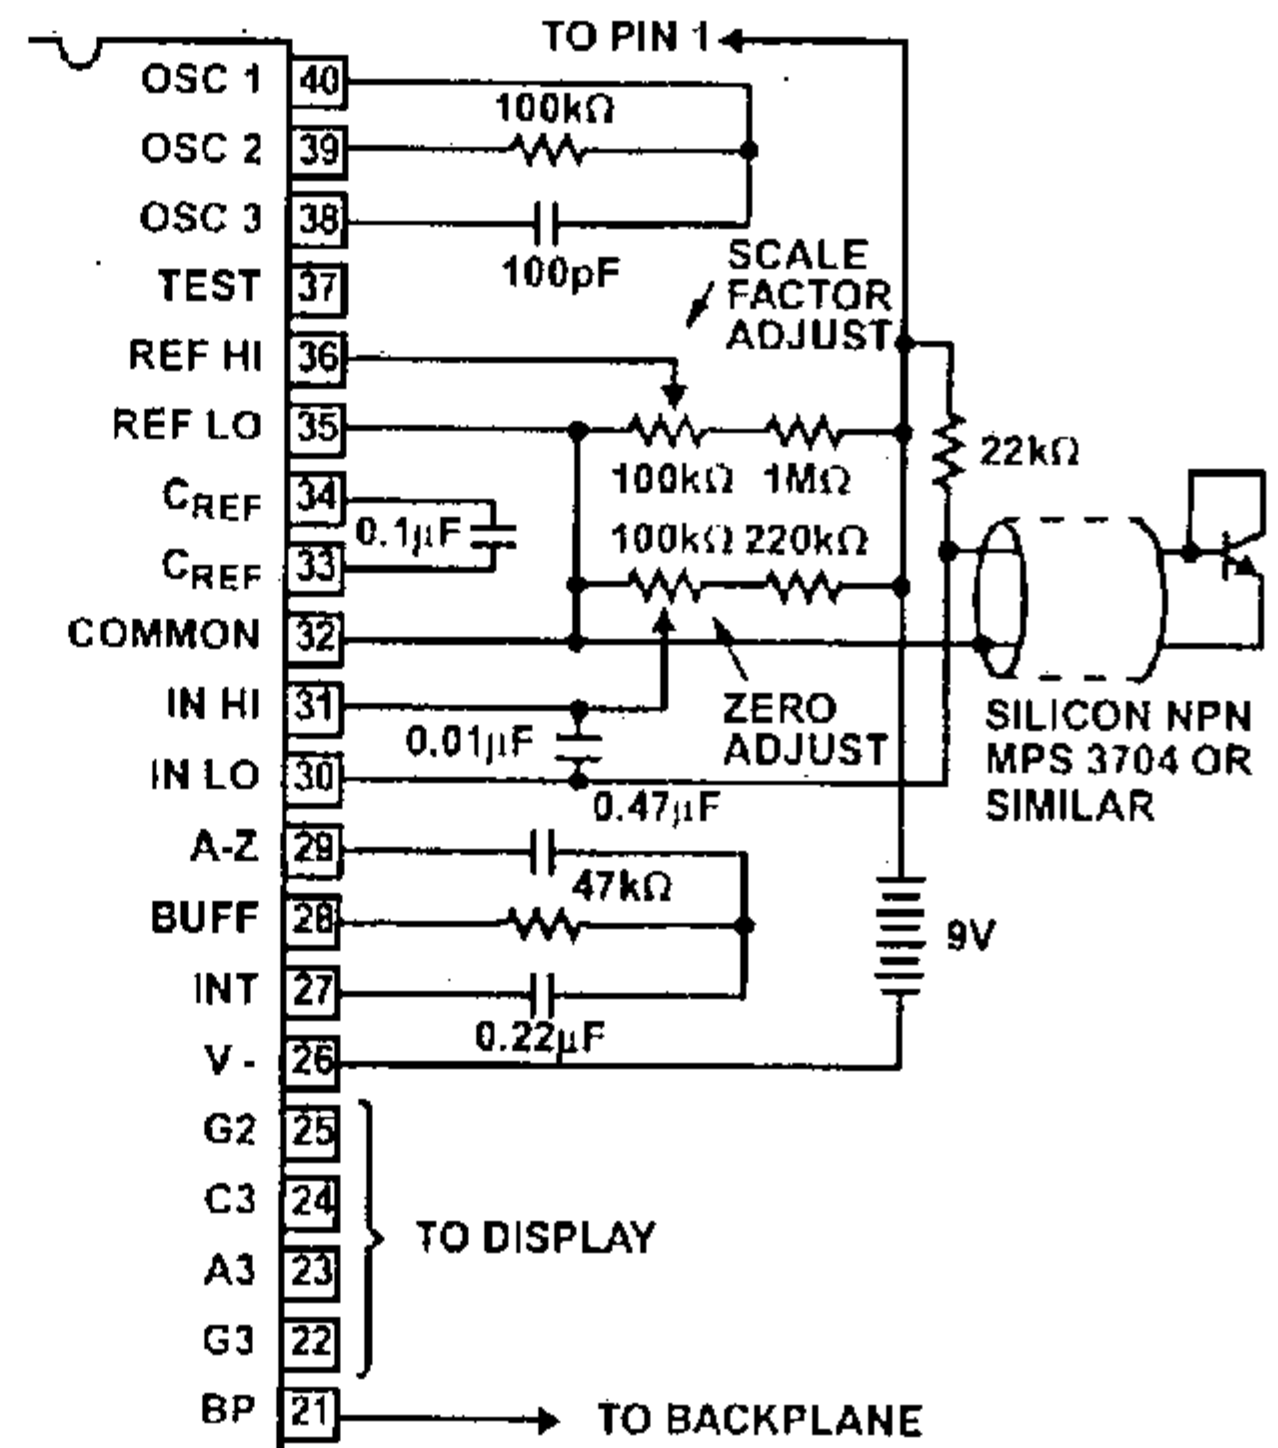 TO PIN 1
OSC 1 40
100kΩ
OSC 2 39
OSC 3 38
100pF
TEST 37
SCALE
FACTOR
ADJUST
REF HI 36
REF LO 35
100kΩ 1MΩ
22kΩ
CREF 34
0.1μF
100kΩ 220kΩ
CREF 33
COMMON 32
IN HI 31
0.01μF
ZERO
ADJUST
SILICON NPN
MPS 3704 OR
SIMILAR
IN LO 30
0.47μF
A-Z 29
47kΩ
BUFF 28
9V
INT 27
0.22μF
V - 26
G2 25
C3 24
TO DISPLAY
A3 23
G3 22
BP 21
TO BACKPLANE